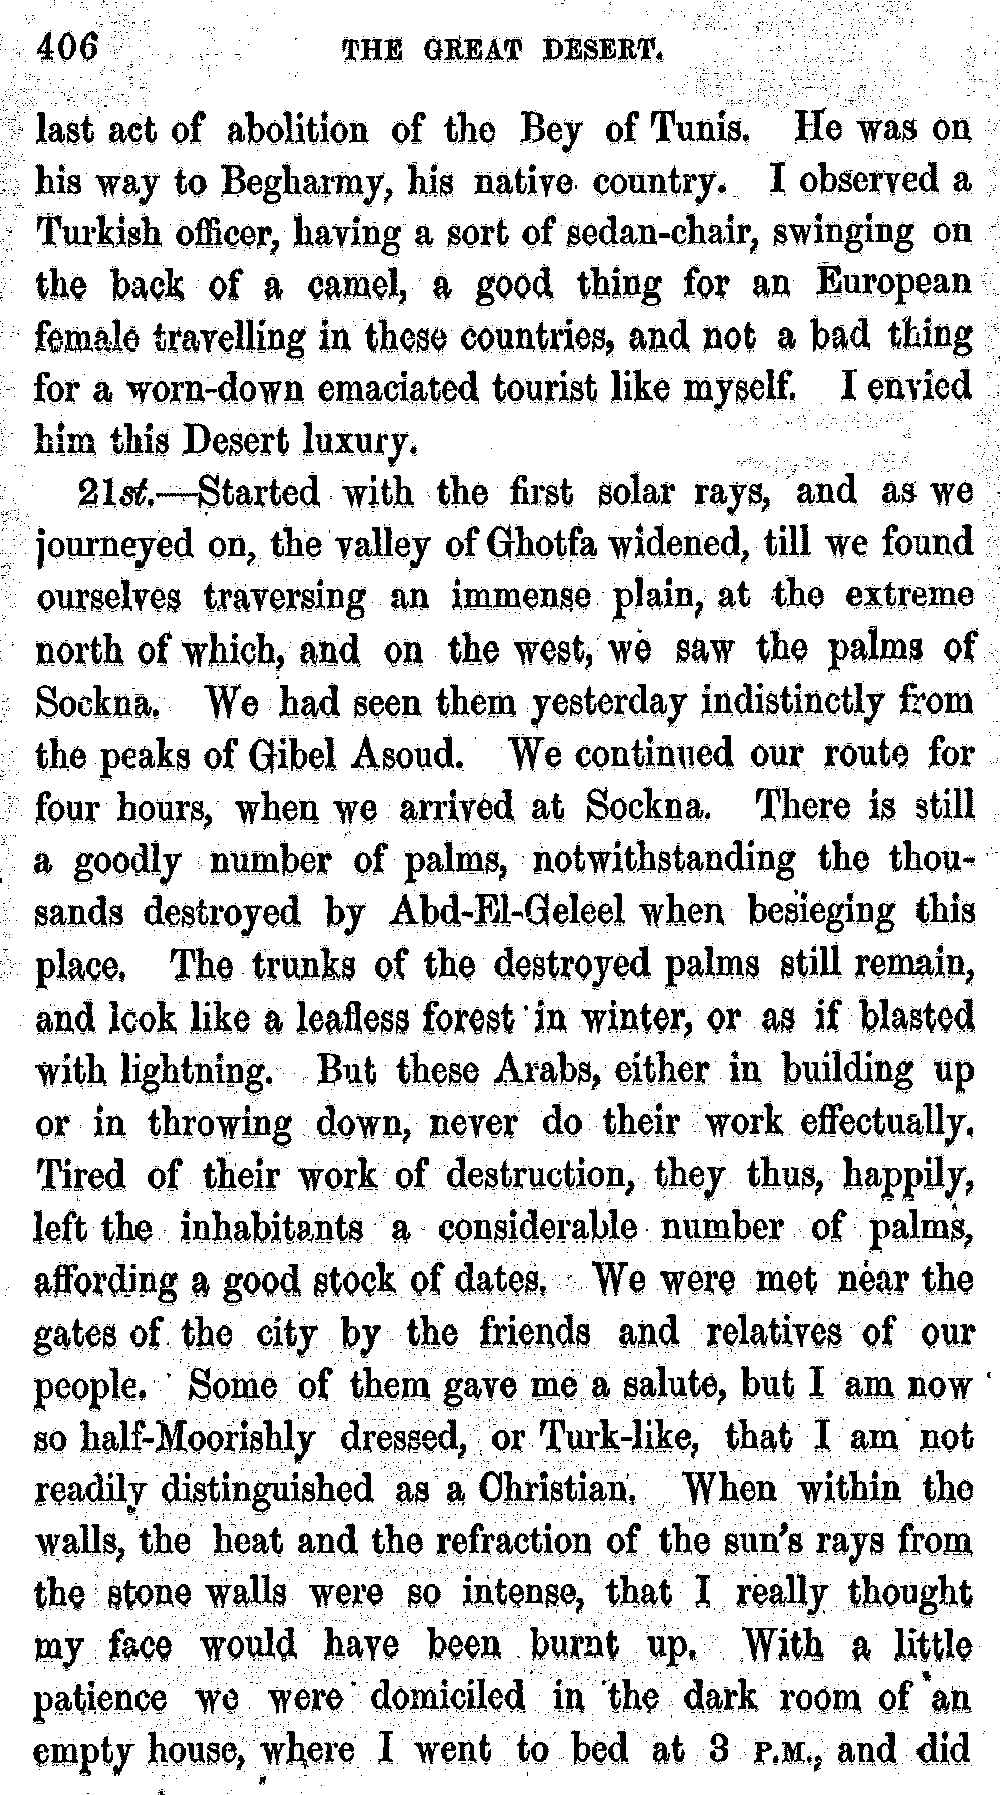 406 THE GREAT DESERT.
last act of abolition of the Bey of Tunis. He was on
his way to Begharmy, his native country. I observed a
Turkish officer, having a sort of sedan-chair, swinging on
the back of a camel, a good thing for an European
female travelling in these countries, and not a bad thing
for a worn-down emaciated tourist like myself. I envied
him this Desert luxury.
21st.—Started with the first solar rays, and as we
journeyed on, the valley of Ghotfa widened, till we found
ourselves traversing an immense plain, at the extreme
north of which, and on the west, we saw the palms of
Sockna. We had seen them yesterday indistinctly from
the peaks of Gibel Asoud. We continued our route for
four hours, when we arrived at Sockna. There is still
a goodly number of palms, notwithstanding the thou-
sands destroyed by Abd-El-Geleel when besieging this
place. The trunks of the destroyed palms still remain,
and look like a leafless forest in winter, or as if blasted
with lightning. But these Arabs, either in building up
or in throwing down, never do their work effectually.
Tired of their work of destruction, they thus, happily,
left the inhabitants a considerable number of palms,
affording a good stock of dates. We were met near the
gates of the city by the friends and relatives of our
people. Some of them gave me a salute, but I am now
so half-Moorishly dressed, or Turk-like, that I am not
readily distinguished as a Christian. When within the
walls, the heat and the refraction of the sun's rays from
the stone walls were so intense, that I really thought
my face would have been burnt up. With a little
patience we were domiciled in the dark room of an
empty house, where I went to bed at 3 P.M., and did